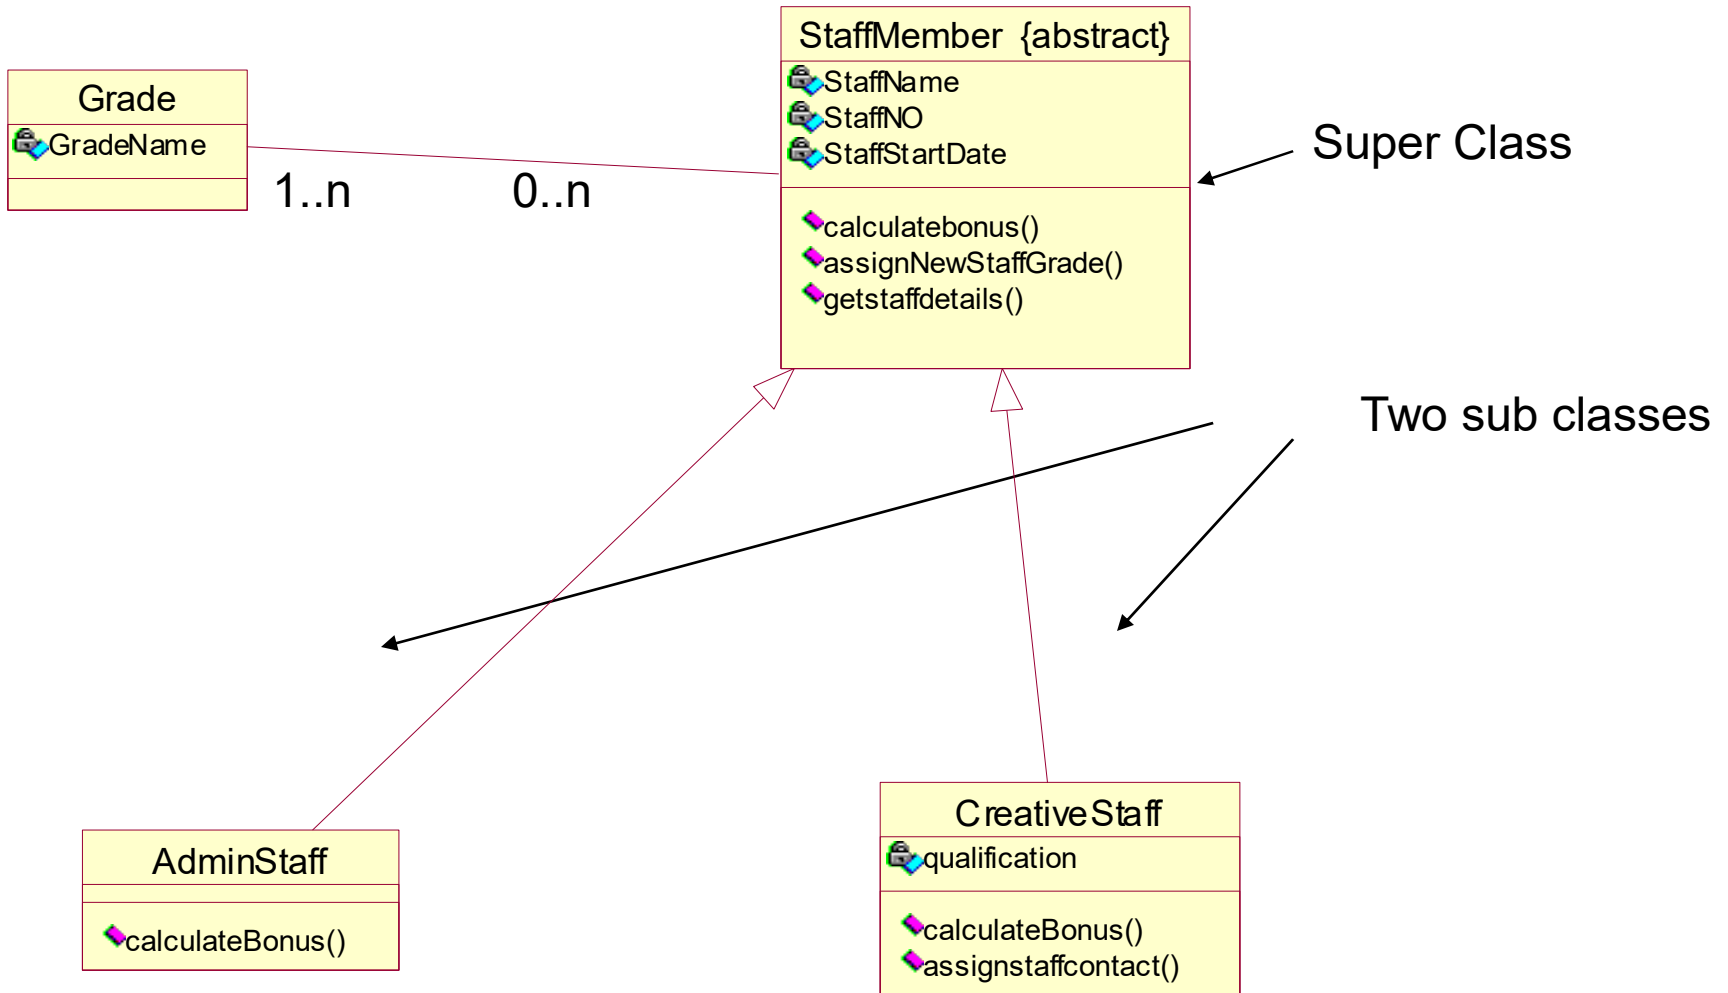 StaffMember {abstract}
StaffName
StaffNO
StaffStartDate
calculatebonus()
assignNewStaffGrade()
getstaffdetails()
Grade
GradeName
1..n
0..n
Super Class
Two sub classes
AdminStaff
calculateBonus()
CreativeStaff
qualification
calculateBonus()
assignstaffcontact()